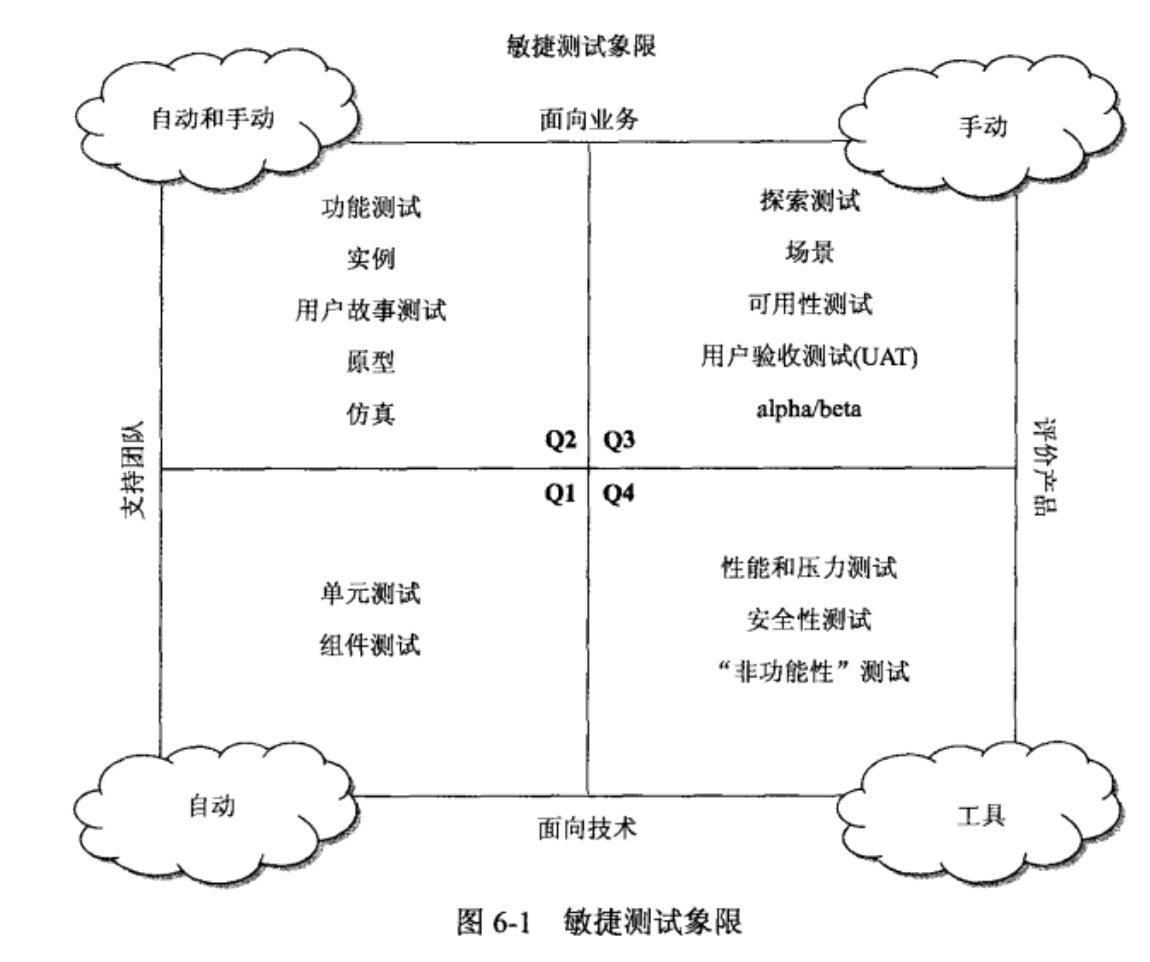 敏捷测试象限
自动和手动
面向业务
手动
功能测试
实例
用户故事测试
原型
仿真
探索测试
场景
可用性测试
用户验收测试(UAT)
alpha/beta
支持团队
Q2
Q3
评价产品
Q1
Q4
单元测试
组件测试
性能和压力测试
安全性测试
“非功能性”测试
自动
面向技术
工具
图 6-1 敏捷测试象限